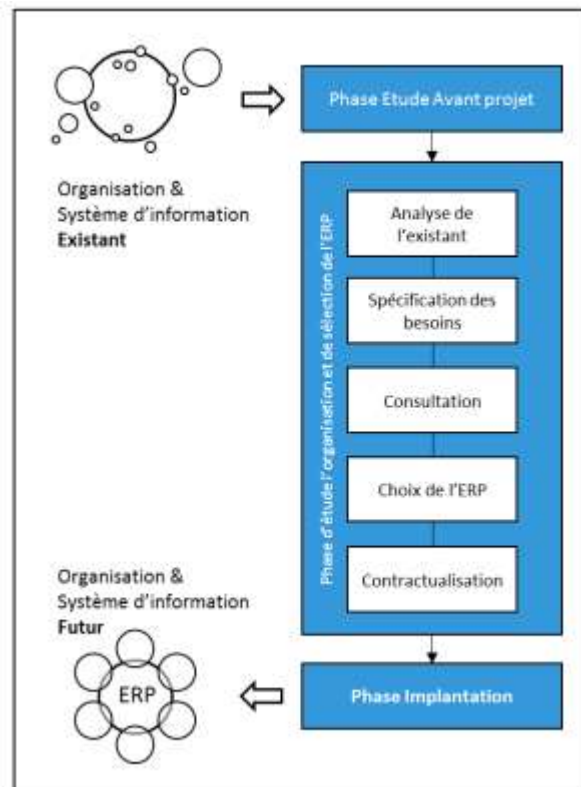 Phase Etude Avant projet
Organisation &
Système d'information
Existant
Phase d'étude l'organisation et de sélection de l'ERP
Analyse de
l'existant
Spécification des
besoins
Consultation
Choix de l'ERP
Contractualisation
Organisation &
Système d'information
Futur
ERP
Phase Implantation